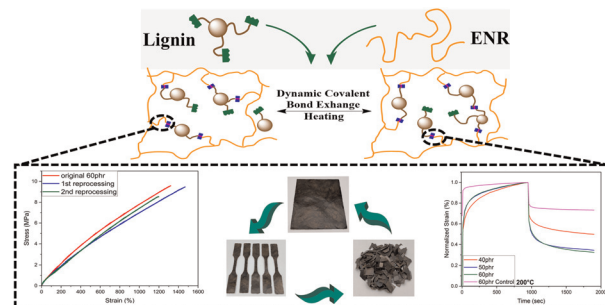 Lignin
ENR
Dynamic Covalent
Bond Exhange
Heating
original 60phr
1st reprocessing
2nd reprocessing
Stress (MPa)
10
8
6
4
2
0
0 200 400 600 800 1000 1200 1400 1600
Strain (%)
Normalized Strain (%)
1.0
0.8
0.6
0.4
0.2
0.0
40phr
50phr
60phr
60phr Control 200°C
0 500 1000 1500 2000
Time (sec)